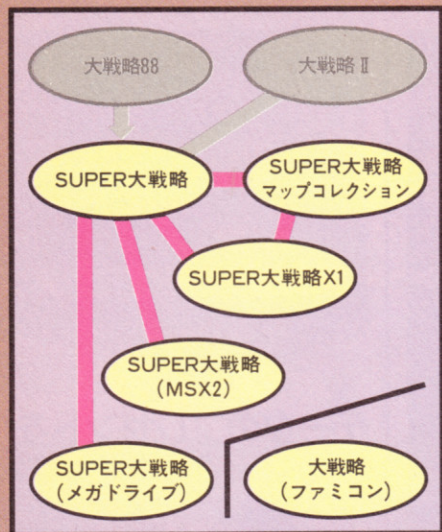 大戦略88
大戦略Ⅱ
SUPER大戦略
SUPER大戦略
マップコレクション
SUPER大戦略X1
SUPER大戦略
(MSX2)
SUPER大戦略
(メガドライブ)
大戦略
(ファミコン)